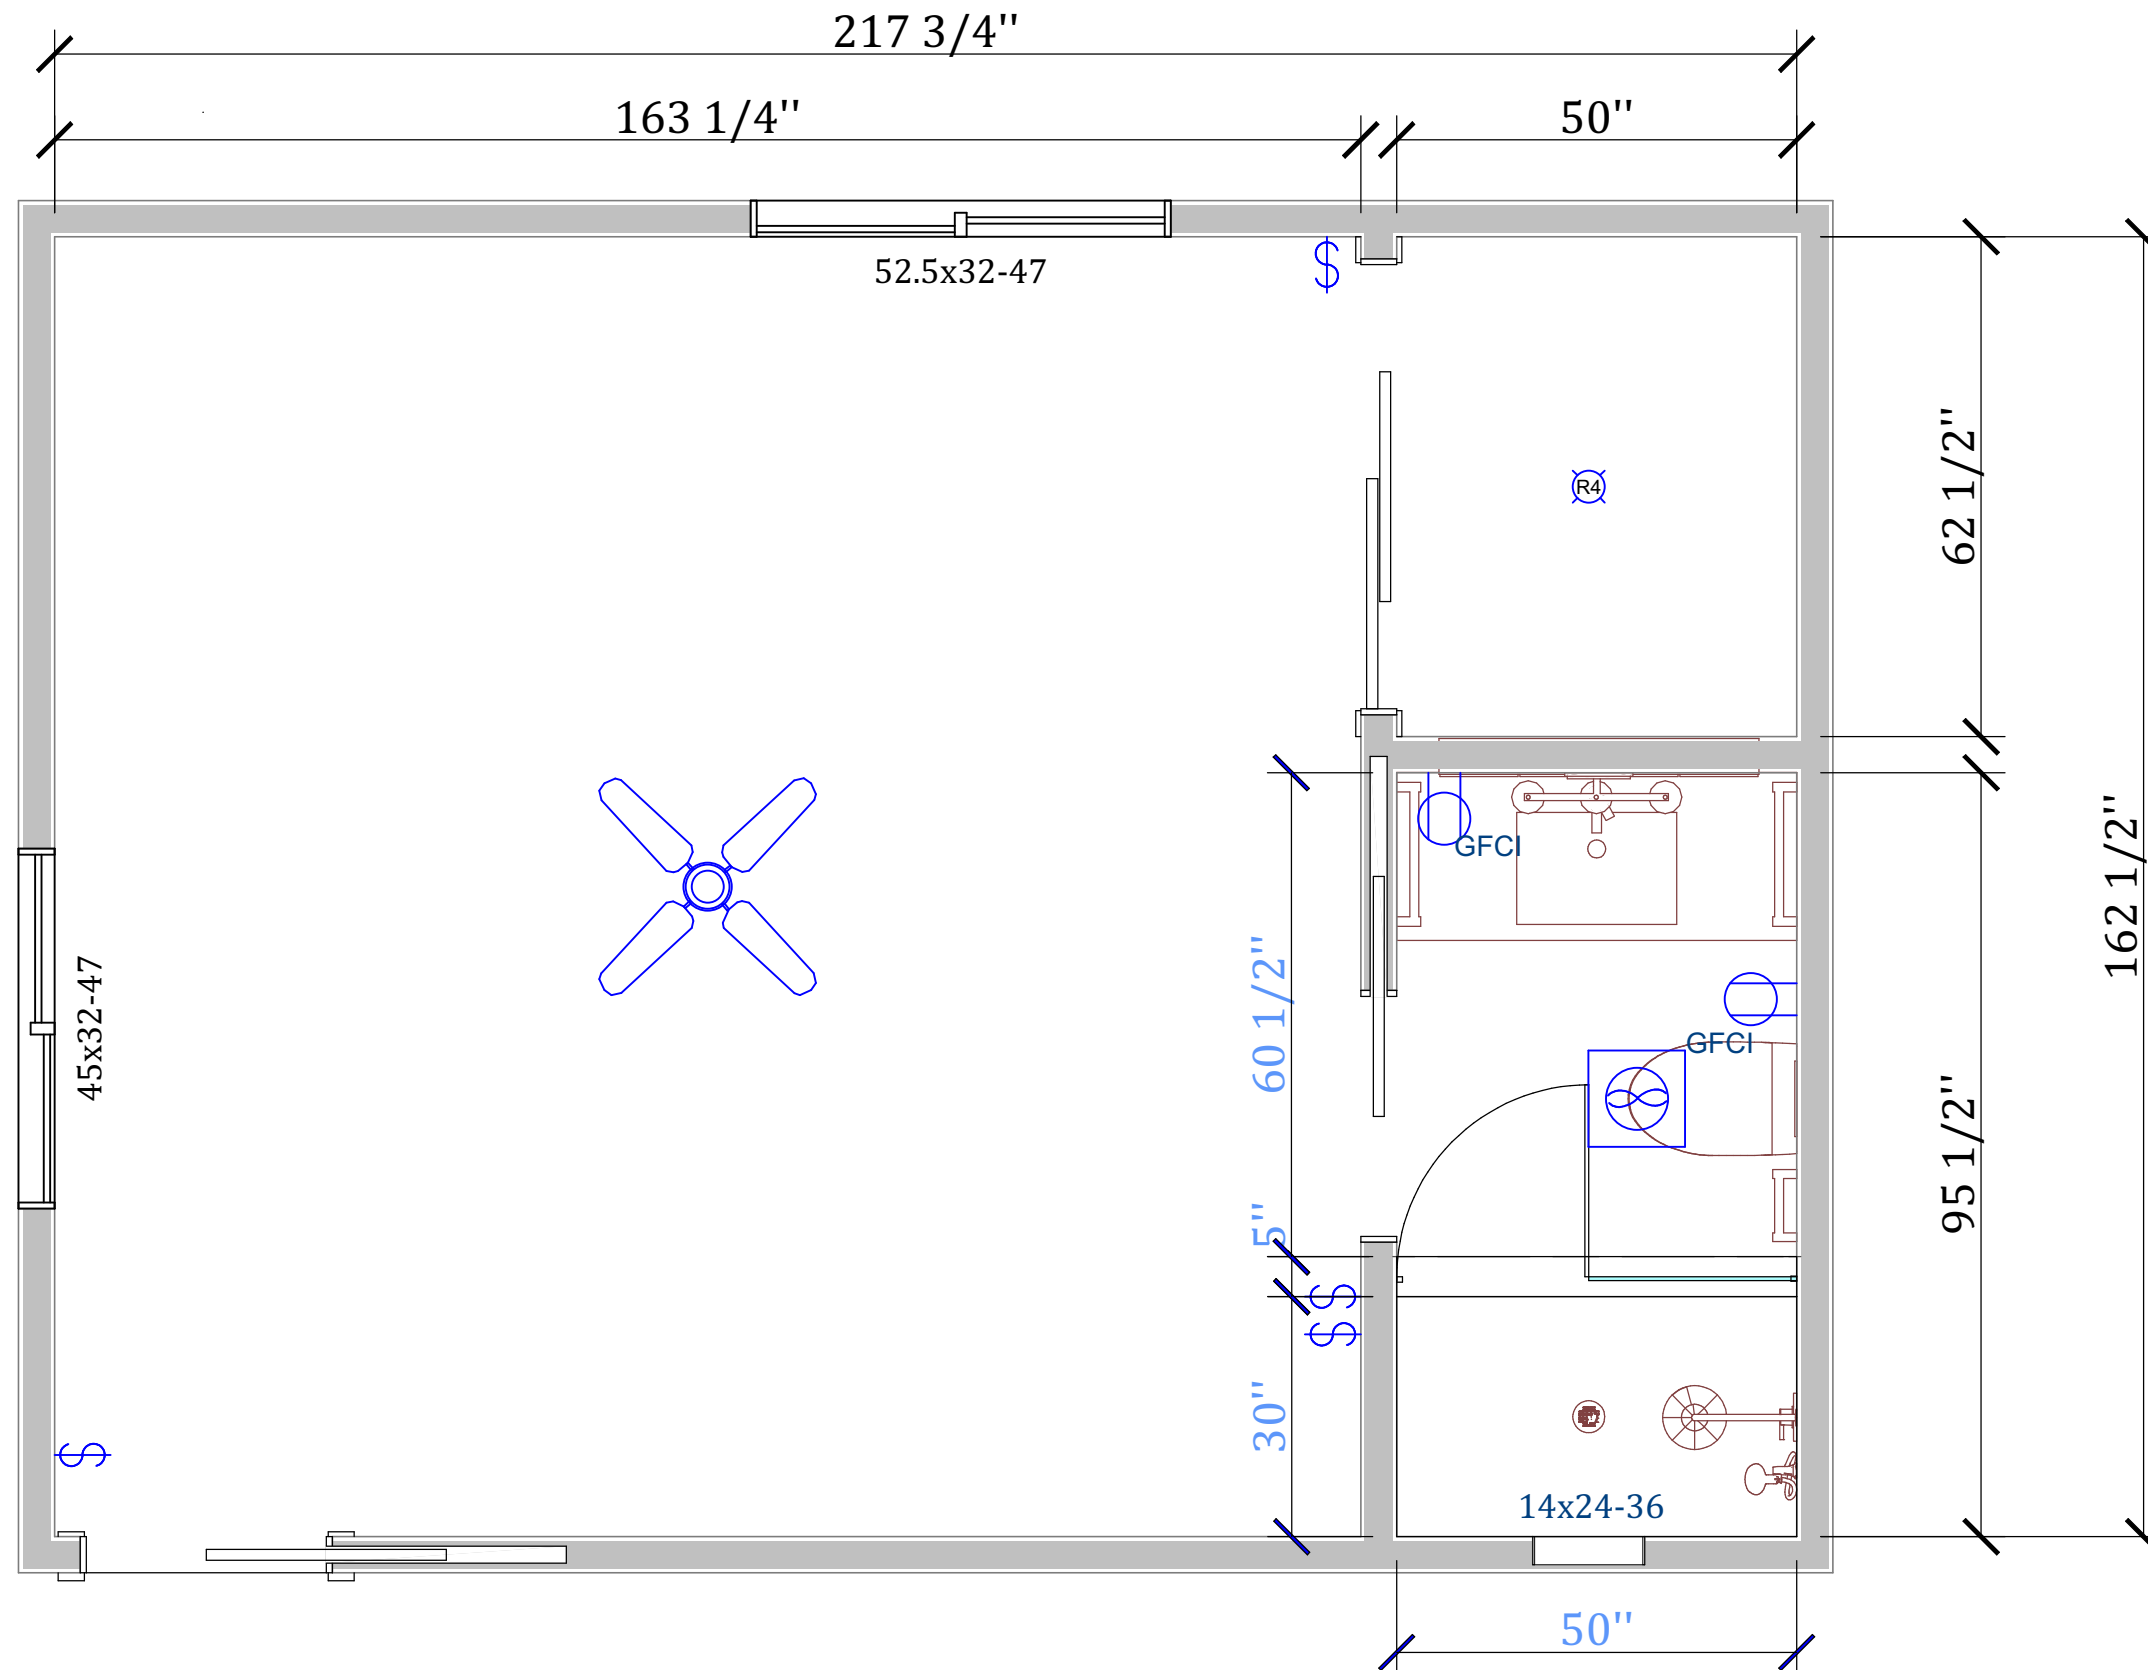 217 3/4"
163 1/4"
50"
52.5x32-47
$
R4
62 1/2"
162 1/2"
GFCI
45x32-47
60 1/2"
GFCI
95 1/2"
5"
$
$
30"
$
14x24-36
50"